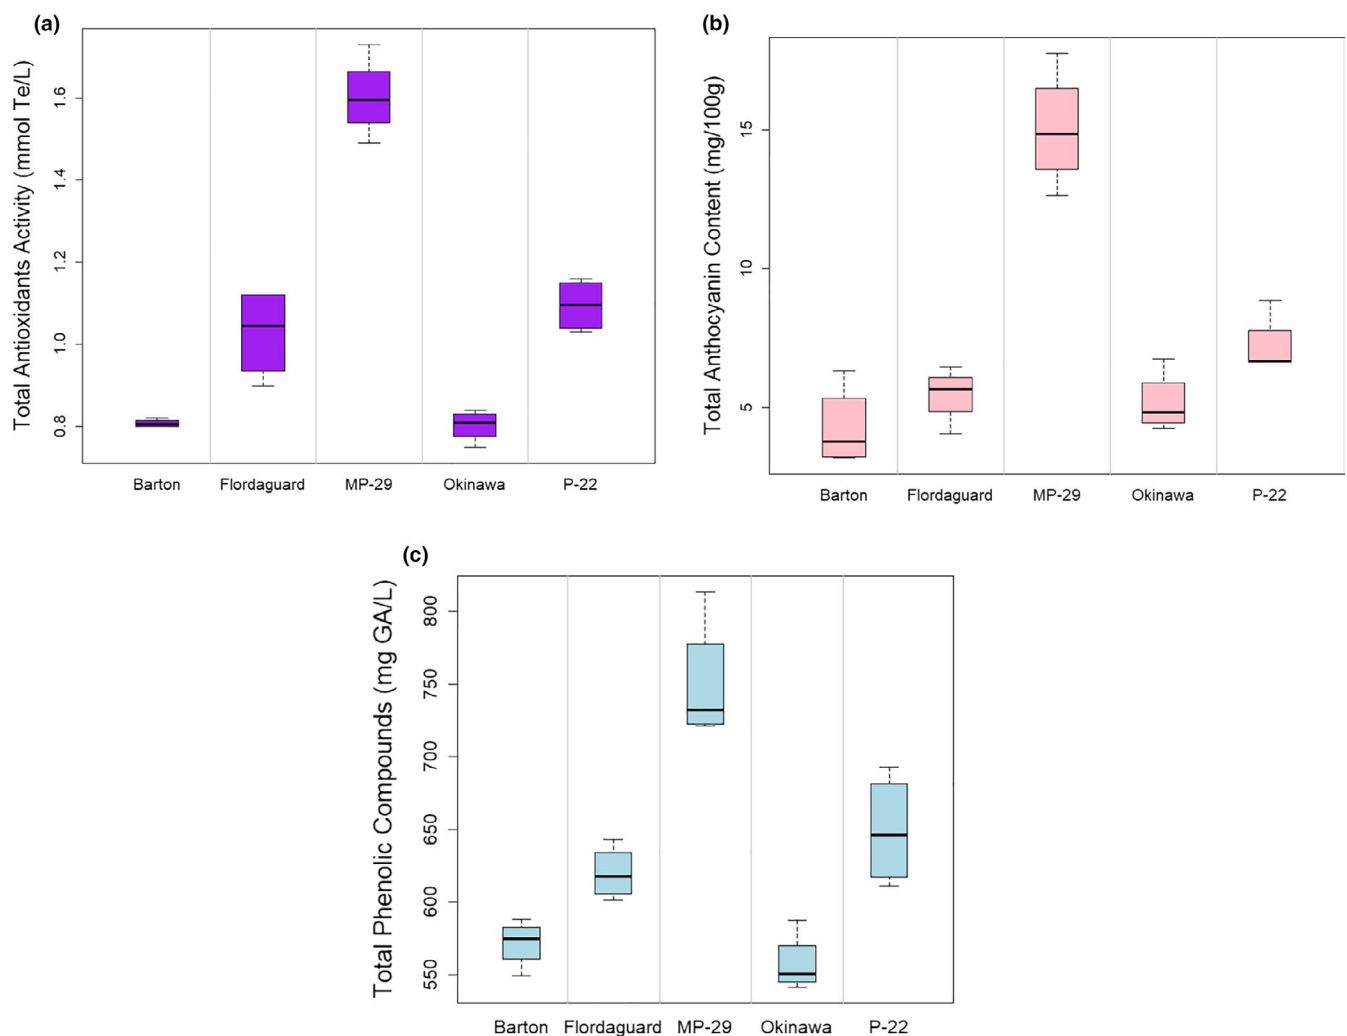 (a)
Total Antioxidants Activity (mmol Te/L)
1.6
1.4
1.2
1.0
0.8
Barton Flordaguard MP-29 Okinawa P-22
(b)
Total Anthocyanin Content (mg/100g)
15
10
5
Barton Flordaguard MP-29 Okinawa P-22
(c)
Total Phenolic Compounds (mg GA/L)
800
750
700
650
600
550
Barton Flordaguard MP-29 Okinawa P-22